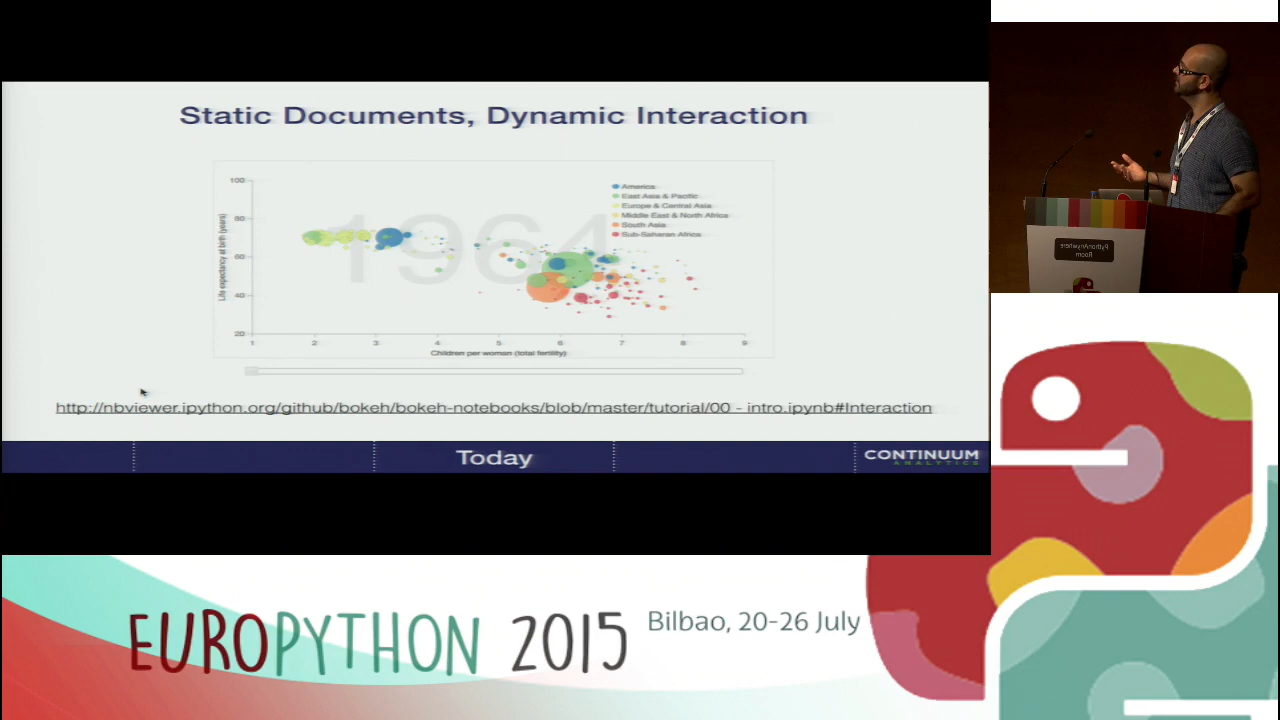 Static Documents, Dynamic Interaction
100
80
60
40
20
Life expectancy at birth (years)
1964
America
East Asia & Pacific
Europe & Central Asia
Middle East & North Africa
South Asia
Sub-Saharan Africa
1 2 3 4 5 6 7 8 9
Children per woman (total fertility)
http://nbviewer.ipython.org/github/bokeh/bokeh-notebooks/blob/master/tutorial/00 - intro.ipynb#Interaction
Today
CONTINUUM
ANALYTICS
PythonAnywhere
Room
EUROPYTHON 2015
Bilbao, 20-26 July